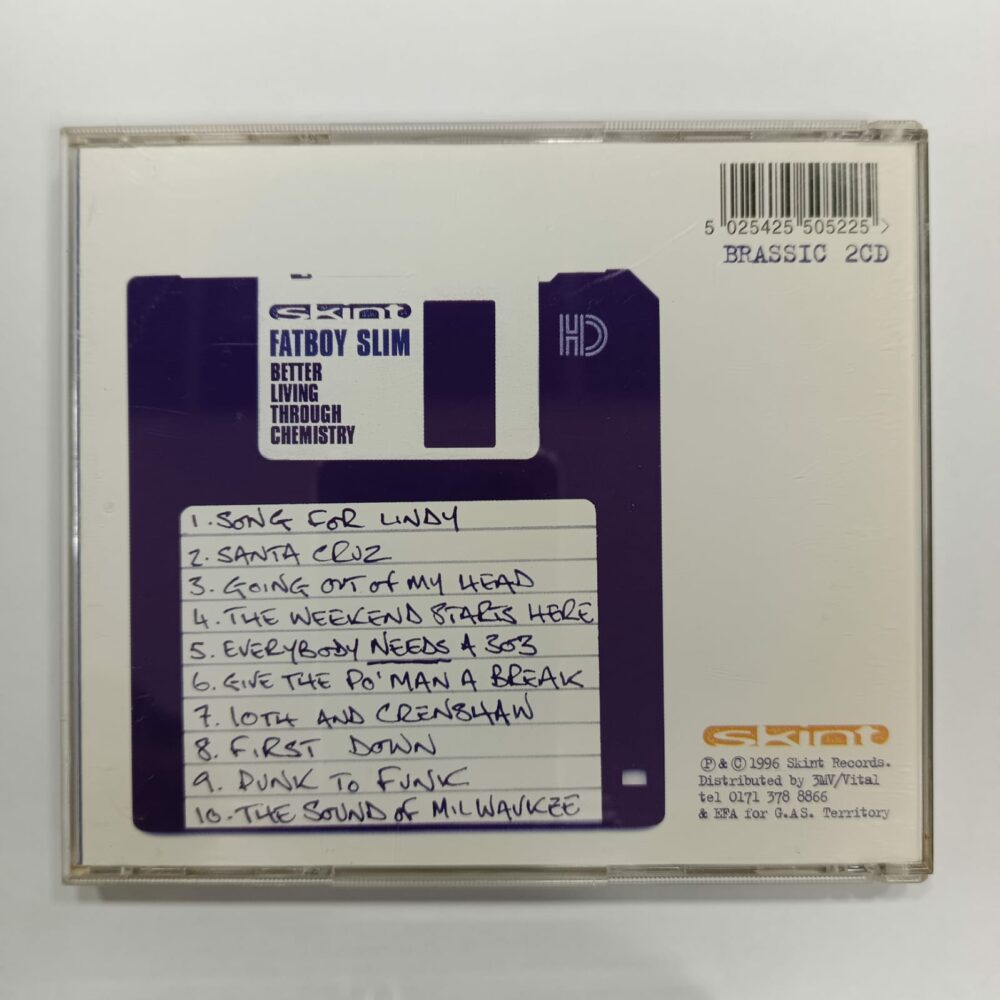 5 025425 505225 >
BRASSIC 2CD
HD
skint
FATBOY SLIM
BETTER
LIVING
THROUGH
CHEMISTRY
1. SONG FOR LINDY
2. SANTA CRUZ
3. GOING OUT OF MY HEAD
4. THE WEEKEND STARTS HERE
5. EVERYBODY NEEDS A 303
6. GIVE THE PO' MAN A BREAK
7. 10TH AND CRENSHAW
8. FIRST DOWN
9. PUNK TO FUNK
10. THE SOUND OF MILWAUKEE
skint
℗ & © 1996 Skint Records.
Distributed by 3MV/Vital
tel 0171 378 8866
& EFA for G.A.S. Territory